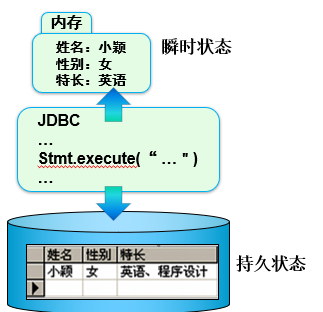 内存
姓名：小颖
性别：女
特长：英语
瞬时状态
JDBC
...
Stmt.execute( “ ... " )
...
姓名 性别 特长
小颖 女 英语、程序设计
持久状态